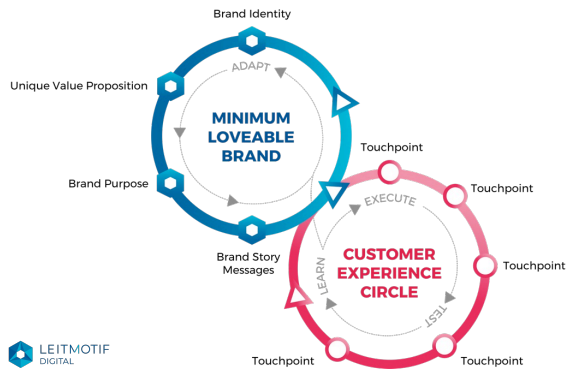 Brand Identity
ADAPT
Unique Value Proposition
MINIMUM
LOVEABLE
BRAND
Brand Purpose
Brand Story
Messages
Touchpoint
Touchpoint
EXECUTE
CUSTOMER
EXPERIENCE
CIRCLE
Touchpoint
LEARN
TEST
Touchpoint
Touchpoint
LEITMOTIF
DIGITAL